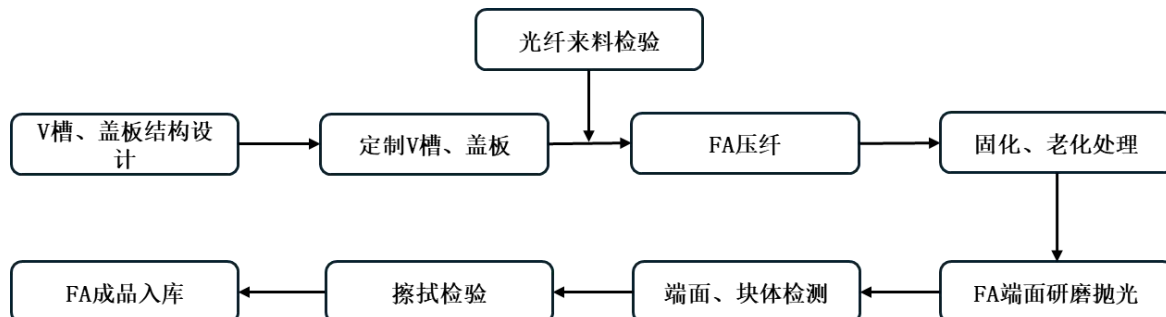 光纤来料检验
V槽、盖板结构设
计
定制V槽、盖板
FA压纤
固化、老化处理
FA成品入库
擦拭检验
端面、块体检测
FA端面研磨抛光